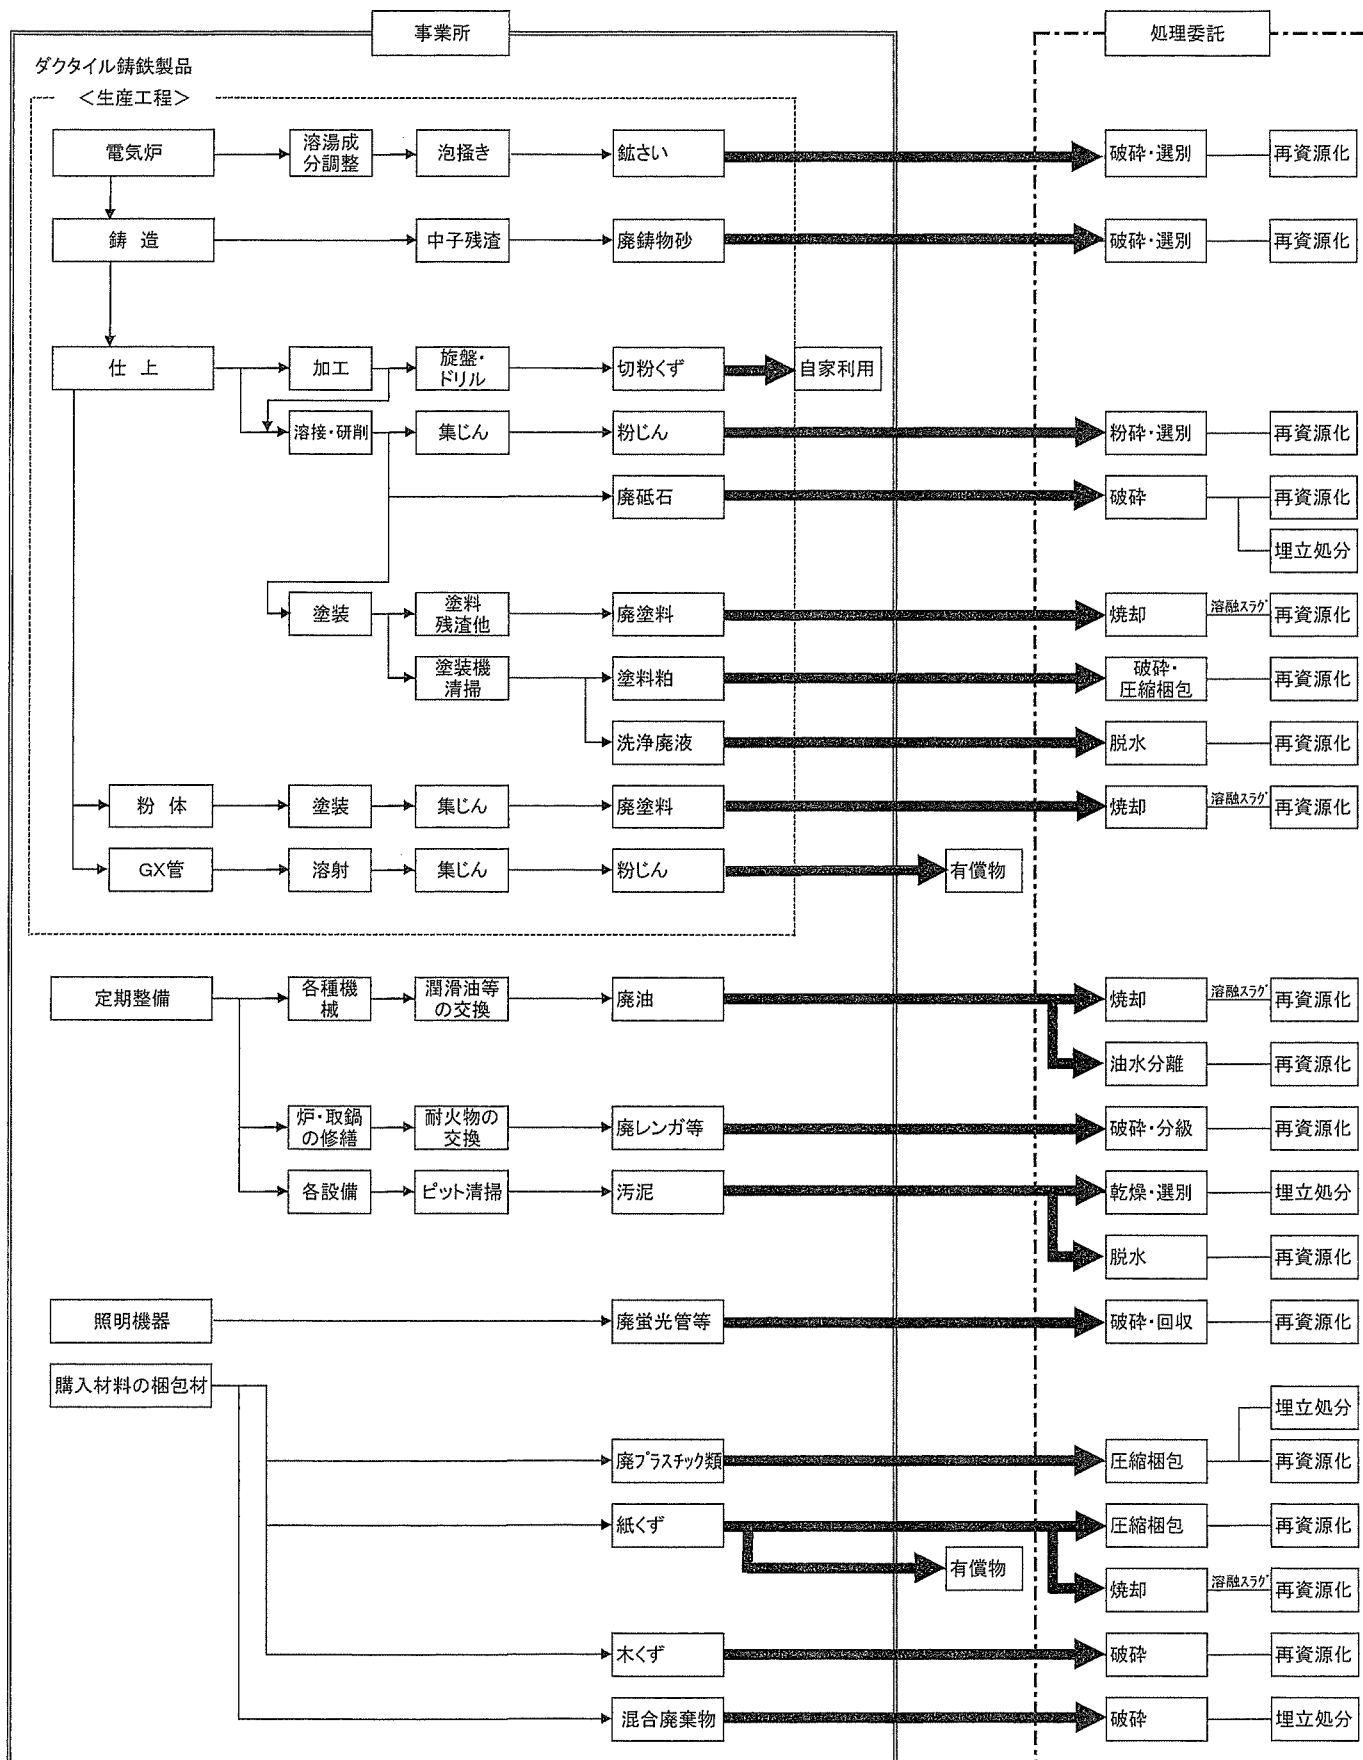 事業所
処理委託
ダクタイル鋳鉄製品
＜生産工程＞
電気炉
溶湯成
分調整
泡掻き
鉱さい
破砕・選別
再資源化
鋳 造
中子残渣
廃鋳物砂
破砕・選別
再資源化
仕 上
加工
旋盤・
ドリル
切粉くず
自家利用
溶接・研削
集じん
粉じん
粉砕・選別
再資源化
廃砥石
破砕
再資源化
埋立処分
塗装
塗料
残渣他
廃塗料
焼却
溶融スラグ
再資源化
塗装機
清掃
塗料粕
破砕・
圧縮梱包
再資源化
洗浄廃液
脱水
再資源化
粉 体
塗装
集じん
廃塗料
焼却
溶融スラグ
再資源化
GX管
溶射
集じん
粉じん
有償物
定期整備
各種機
械
潤滑油等
の交換
廃油
焼却
溶融スラグ
再資源化
油水分離
再資源化
炉・取鍋
の修繕
耐火物の
交換
廃レンガ等
破砕・分級
再資源化
各設備
ピット清掃
汚泥
乾燥・選別
埋立処分
脱水
再資源化
照明機器
廃蛍光管等
破砕・回収
再資源化
購入材料の梱包材
埋立処分
廃プラスチック類
圧縮梱包
再資源化
紙くず
圧縮梱包
再資源化
有償物
焼却
溶融スラグ
再資源化
木くず
破砕
再資源化
混合廃棄物
破砕
埋立処分